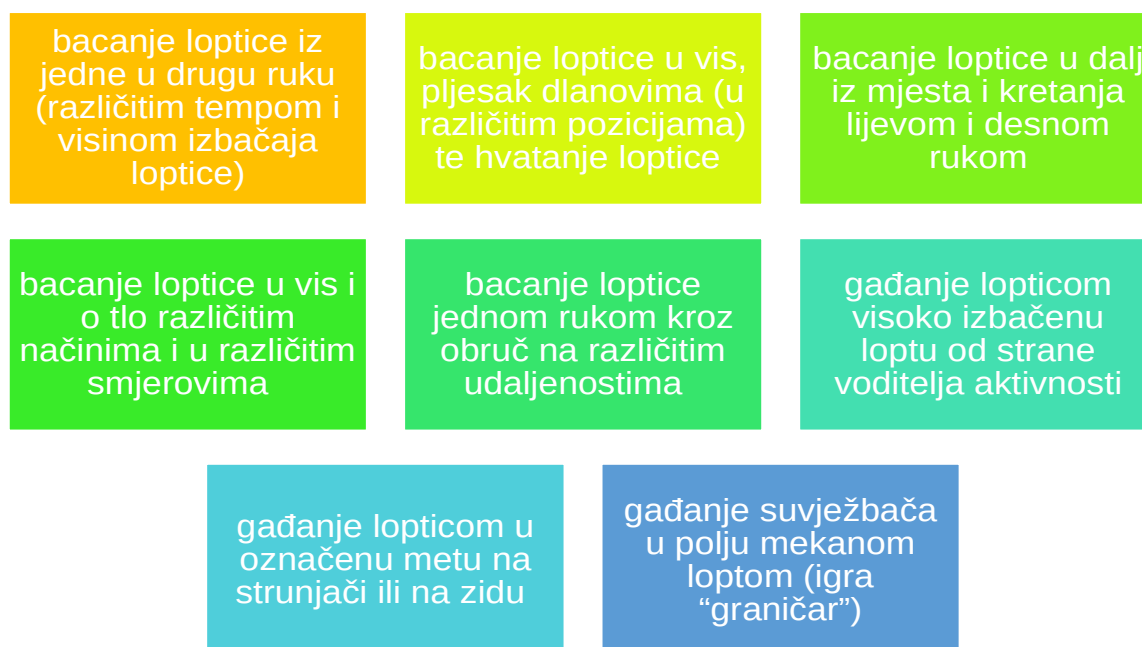 bacanje loptice iz
jedne u drugu ruku
(različitim tempom i
visinom izbačaja
loptice)
bacanje loptice u vis,
pljesak dlanovima (u
različitim pozicijama)
te hvatanje loptice
bacanje loptice u dalj
iz mjesta i kretanja
lijevom i desnom
rukom
bacanje loptice u vis i
o tlo različitim
načinima i u različitim
smjerovima
bacanje loptice
jednom rukom kroz
obruč na različitim
udaljenostima
gađanje lopticom
visoko izbačenu
loptu od strane
voditelja aktivnosti
gađanje lopticom u
označenu metu na
strunjači ili na zidu
gađanje suvježbača
u polju mekanom
loptom (igra
“graničar”)